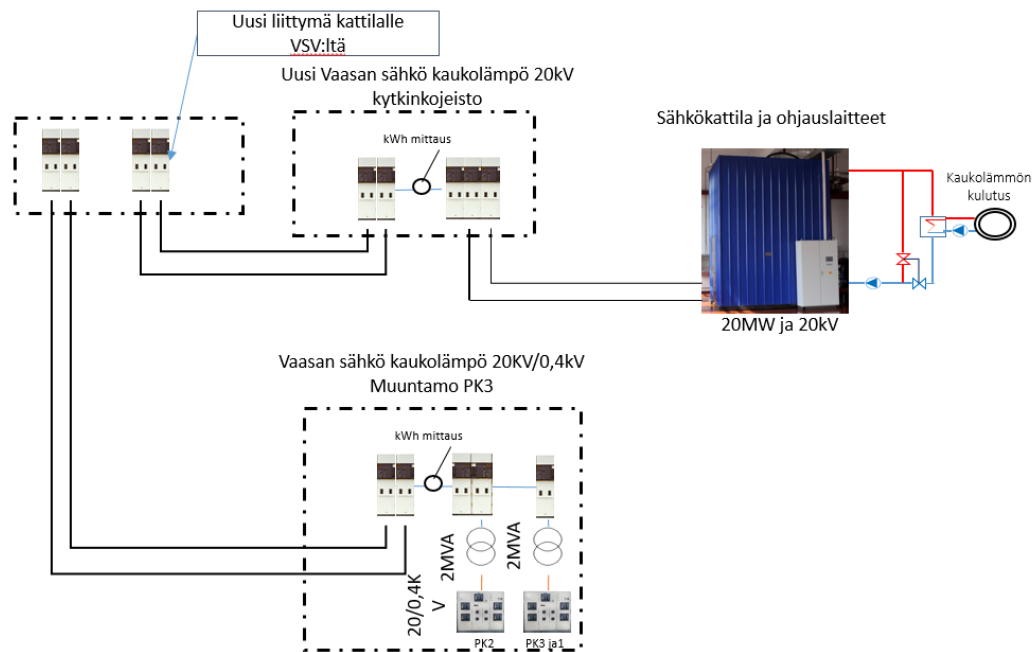 Uusi liittymä kattilalle
VSV:ltä
Uusi Vaasan sähkö kaukolämpö 20kV
kytkinkojeisto
kWh mittaus
Sähkökattila ja ohjauslaitteet
Kaukolämmön
kulutus
20MW ja 20kV
Vaasan sähkö kaukolämpö 20KV/0,4kV
Muuntamo PK3
kWh mittaus
20/0,4K
V
2MVA
2MVA
PK2
PK3 ja1